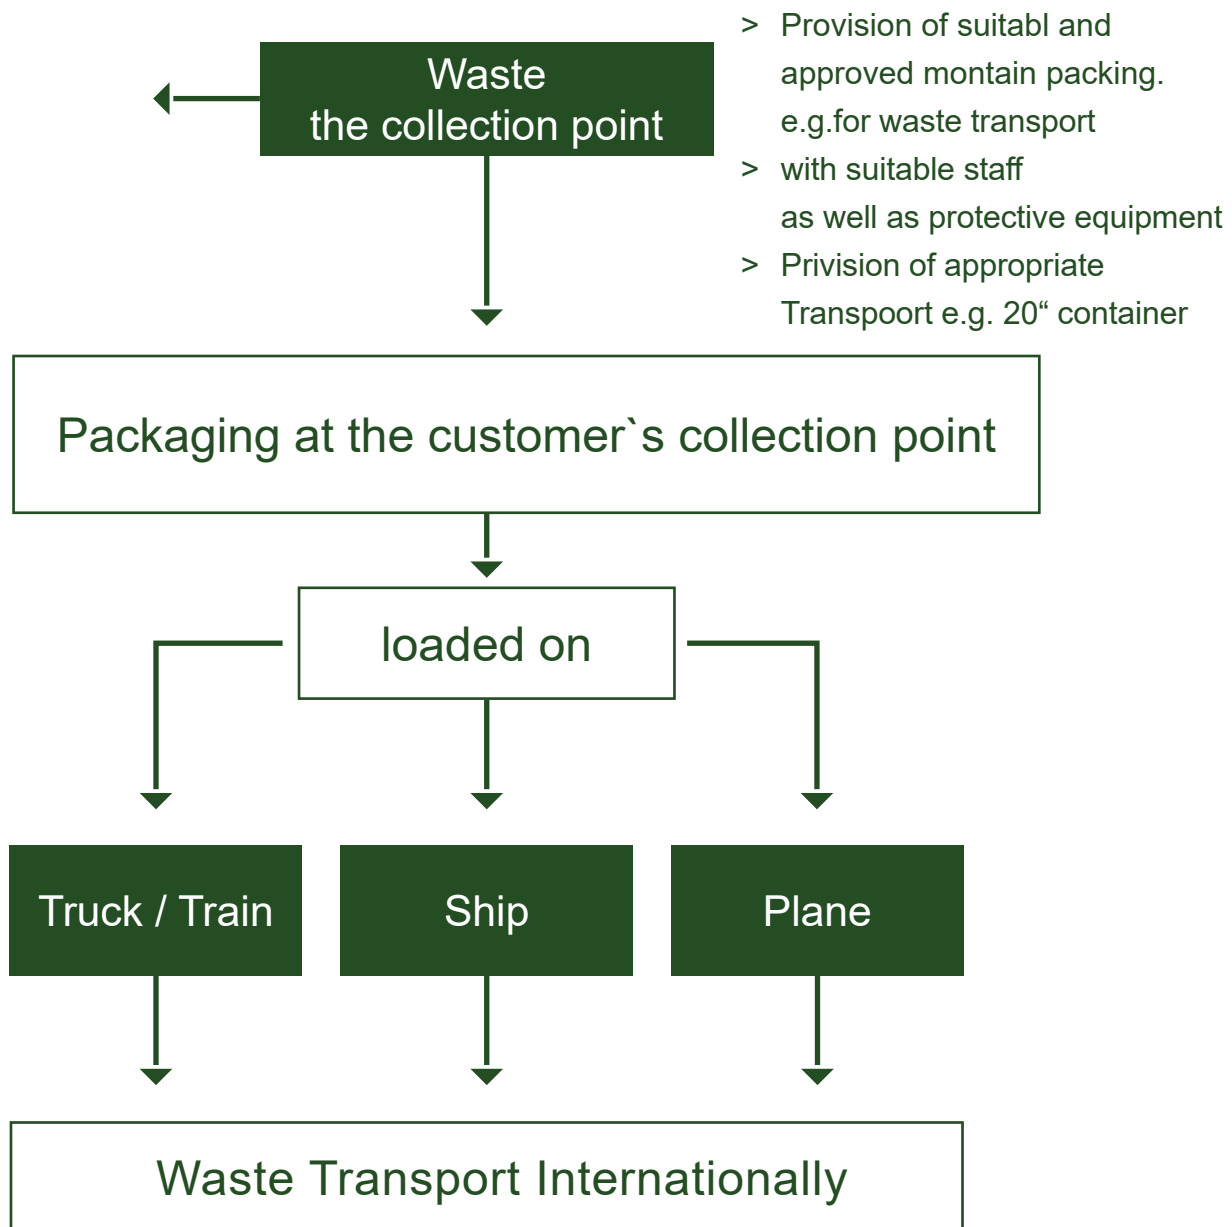 Waste
the collection point
> Provision of suitabl and
approved montain packing.
e.g.for waste transport
> with suitable staff
as well as protective equipment
> Privision of appropriate
Transpoort e.g. 20“ container
Packaging at the customer`s collection point
loaded on
Truck / Train
Ship
Plane
Waste Transport Internationally